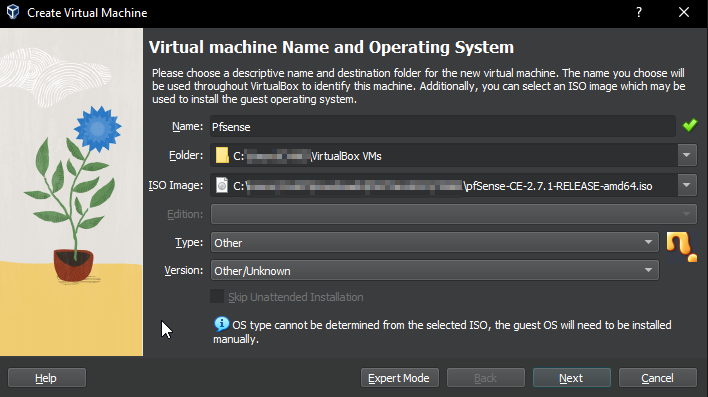 Create Virtual Machine
Virtual machine Name and Operating System
Please choose a descriptive name and destination folder for the new virtual machine. The name you choose will
be used throughout VirtualBox to identify this machine. Additionally, you can select an ISO image which may be
used to install the guest operating system.
Name: Pfsense
Folder: C: \VirtualBox VMs
ISO Image: C:\ \pfSense-CE-2.7.1-RELEASE-amd64.iso
Edition:
Type: Other
Version: Other/Unknown
Skip Unattended Installation
OS type cannot be determined from the selected ISO, the guest OS will need to be installed
manually.
Help Expert Mode Back Next Cancel